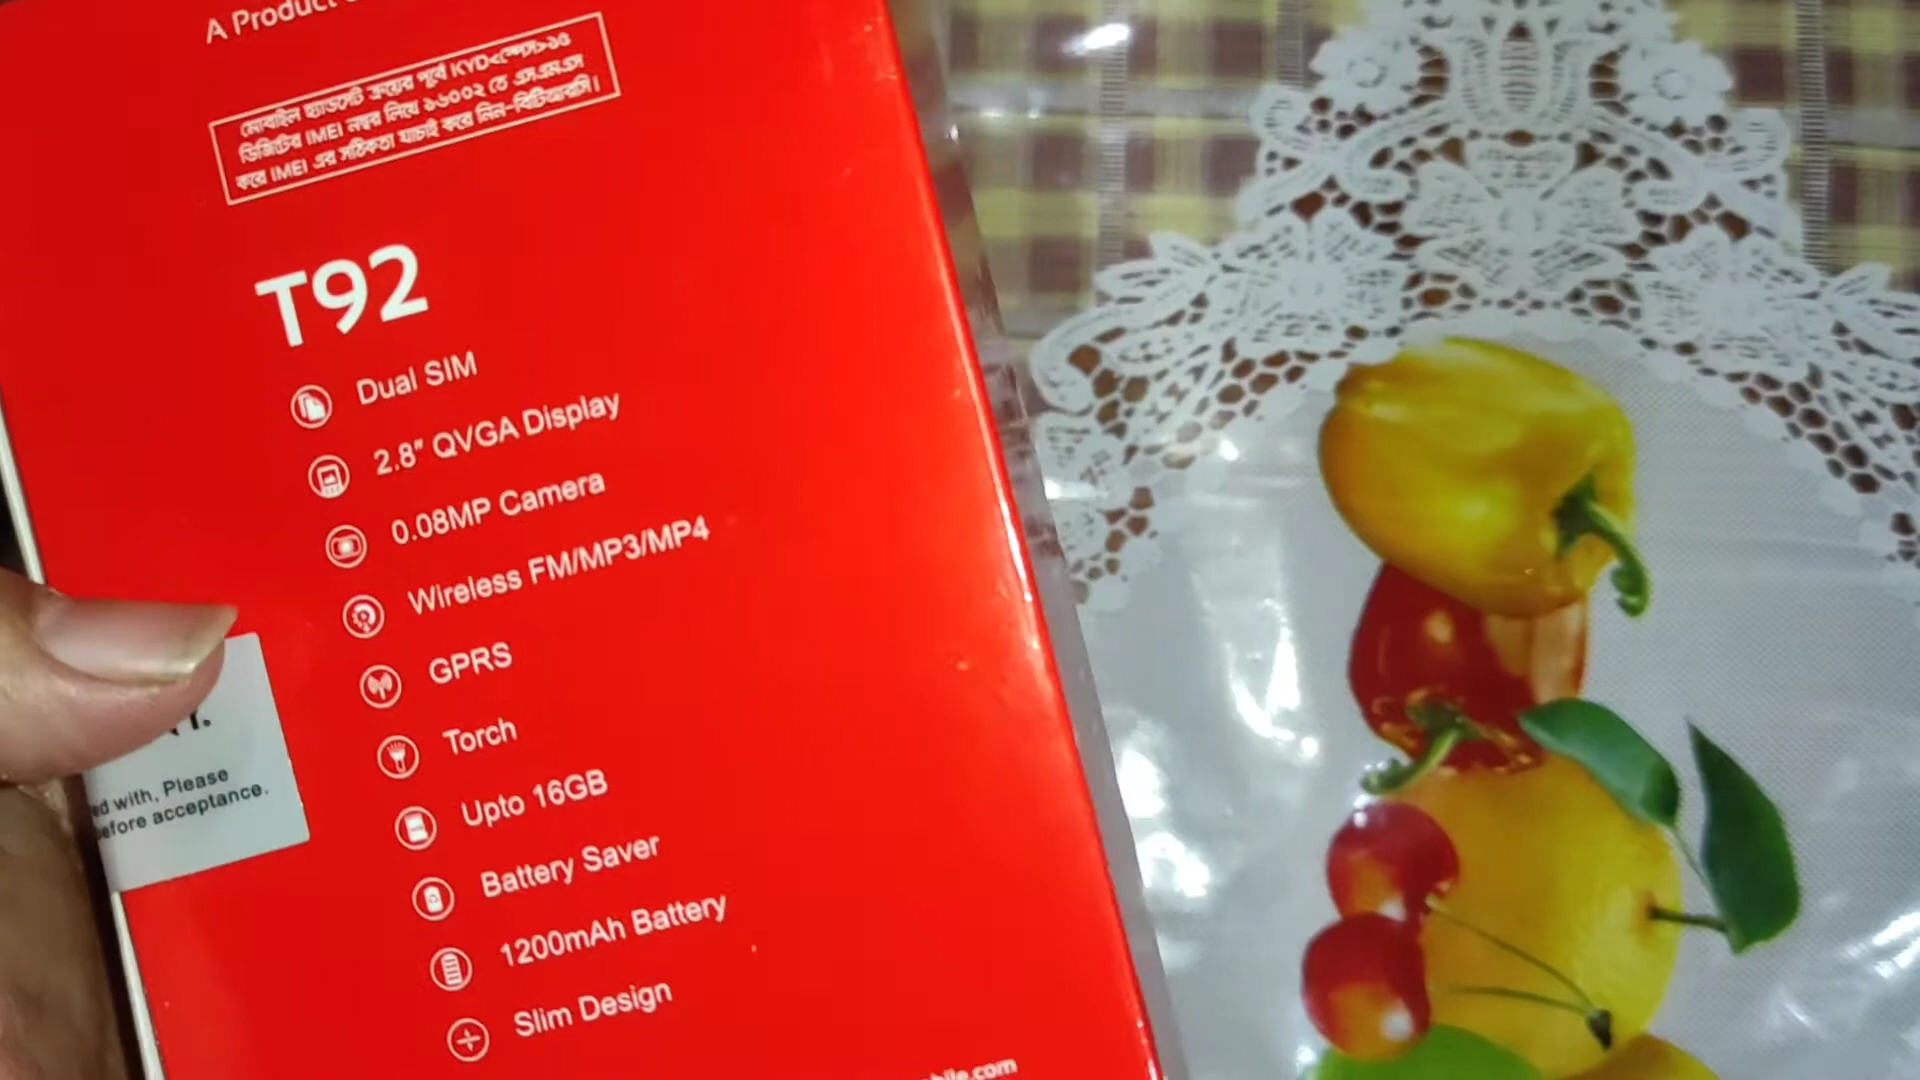 A Product
মোবাইল হ্যান্ডসেট ক্রয়ের পূর্বে KYD<স্পেস>১৫
ডিজিটের IMEI নম্বর লিখে ১৬০০২ তে এসএমএস
করে IMEI এর সঠিকতা যাচাই করে নিন-বিটিআরসি।
T92
Dual SIM
2.8" QVGA Display
0.08MP Camera
Wireless FM/MP3/MP4
GPRS
Torch
Upto 16GB
Battery Saver
1200mAh Battery
Slim Design
ed with, Please
before acceptance.
bile.com